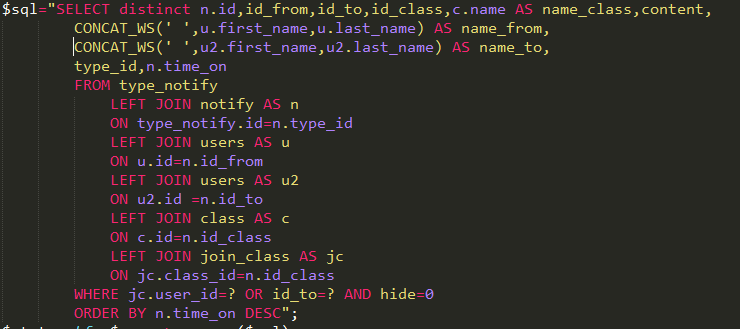 $sql="SELECT distinct n.id,id_from,id_to,id_class,c.name AS name_class,content,
CONCAT_WS(' ',u.first_name,u.last_name) AS name_from,
CONCAT_WS(' ',u2.first_name,u2.last_name) AS name_to,
type_id,n.time_on
FROM type_notify
LEFT JOIN notify AS n
ON type_notify.id=n.type_id
LEFT JOIN users AS u
ON u.id=n.id_from
LEFT JOIN users AS u2
ON u2.id =n.id_to
LEFT JOIN class AS c
ON c.id=n.id_class
LEFT JOIN join_class AS jc
ON jc.class_id=n.id_class
WHERE jc.user_id=? OR id_to=? AND hide=0
ORDER BY n.time_on DESC";